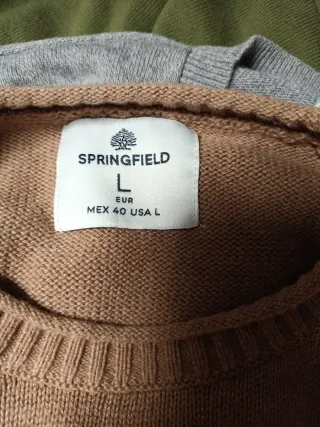 SPRINGFIELD
L
EUR
MEX 40 USA L